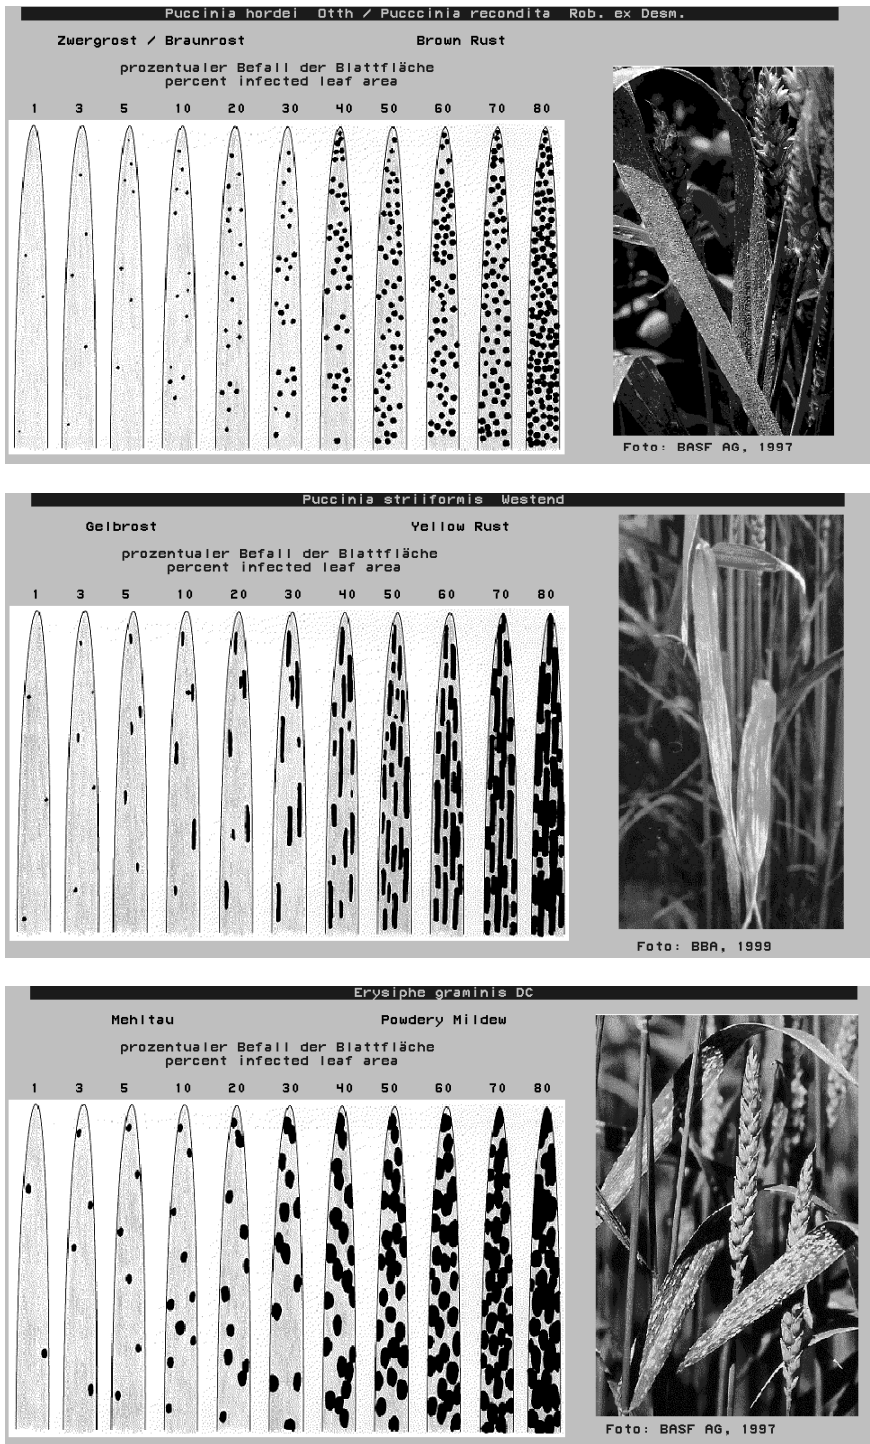 Puccinia hordei Otth / Pucccinia recondita Rob. ex Desm.
Zwergrost / Braunrost Brown Rust
prozentualer Befall der Blattfläche
percent infected leaf area
1 3 5 10 20 30 40 50 60 70 80
Foto: BASF AG, 1997
Puccinia striiformis Westend
Gelbrost Yellow Rust
prozentualer Befall der Blattfläche
percent infected leaf area
1 3 5 10 20 30 40 50 60 70 80
Foto: BBA, 1999
Erysiphe graminis DC
Mehltau Powdery Mildew
prozentualer Befall der Blattfläche
percent infected leaf area
1 3 5 10 20 30 40 50 60 80
Foto: BASF AG, 1997